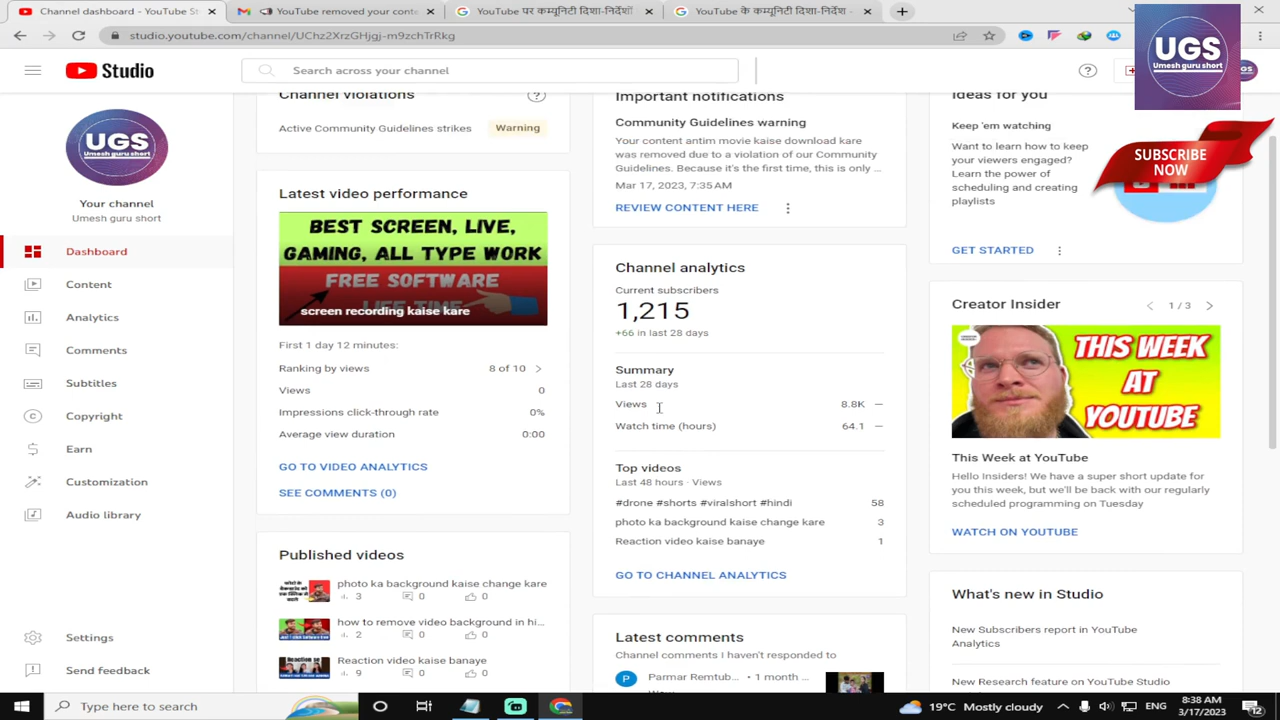 Channel dashboard - YouTube St
YouTube removed your conte
YouTube पर कम्यूनिटी दिशा-निर्देशों
YouTube के कम्यूनिटी दिशा-निर्देश -
studio.youtube.com/channel/UChz2XrzGHjgj-m9zchTrRkg
Studio
Search across your channel
UGS
Umesh guru short
UGS
Umesh guru short
Your channel
Umesh guru short
Dashboard
Content
Analytics
Comments
Subtitles
Copyright
Earn
Customization
Audio library
Settings
Send feedback
Channel violations
Active Community Guidelines strikes
Warning
Latest video performance
BEST SCREEN, LIVE,
GAMING, ALL TYPE WORK
FREE SOFTWARE
LIFE TIME
screen recording kaise kare
First 1 day 12 minutes:
Ranking by views 8 of 10
Views 0
Impressions click-through rate 0%
Average view duration 0:00
GO TO VIDEO ANALYTICS
SEE COMMENTS (0)
Published videos
photo ka background kaise change kare
3 0 0
how to remove video background in hi...
2 0 0
Reaction video kaise banaye
9 0 0
Important notifications
Community Guidelines warning
Your content antim movie kaise download kare
was removed due to a violation of our Community
Guidelines. Because it's the first time, this is only ...
Mar 17, 2023, 7:35 AM
REVIEW CONTENT HERE
Channel analytics
Current subscribers
1,215
+66 in last 28 days
Summary
Last 28 days
Views 8.8K —
Watch time (hours) 64.1 —
Top videos
Last 48 hours · Views
#drone #shorts #viralshort #hindi 58
photo ka background kaise change kare 3
Reaction video kaise banaye 1
GO TO CHANNEL ANALYTICS
Latest comments
Channel comments I haven't responded to
P
Parmar Remtub... • 1 month ...
Ideas for you
Keep 'em watching
Want to learn how to keep
your viewers engaged?
Learn the power of
scheduling and creating
playlists
GET STARTED
SUBSCRIBE
NOW
Creator Insider
1 / 3
THIS WEEK
AT
YOUTUBE
This Week at YouTube
Hello Insiders! We have a super short update for
you this week, but we'll be back with our regularly
scheduled programming on Tuesday
WATCH ON YOUTUBE
What's new in Studio
New Subscribers report in YouTube
Analytics
New Research feature on YouTube Studio
Type here to search
19°C Mostly cloudy
ENG
8:38 AM
3/17/2023
12